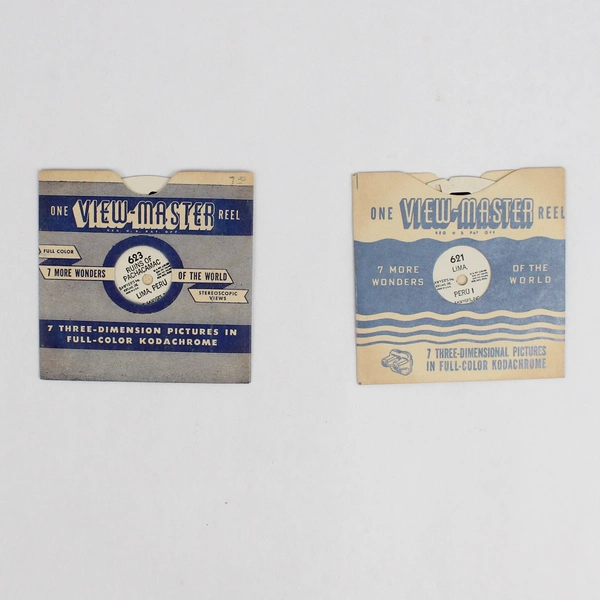 ONE VIEW-MASTER REEL
REG U.S. PAT. OFF.
FULL COLOR
7 MORE WONDERS
OF THE WORLD
STEREOSCOPIC
VIEWS
623
RUINS OF
PACHACAMAC
LIMA, PERU
7 THREE-DIMENSION PICTURES IN
FULL-COLOR KODACHROME
ONE VIEW-MASTER REEL
REG U S PAT. OFF
7 MORE
WONDERS
OF THE
WORLD
621
LIMA,
PERU I
7 THREE-DIMENSIONAL PICTURES
IN FULL-COLOR KODACHROME